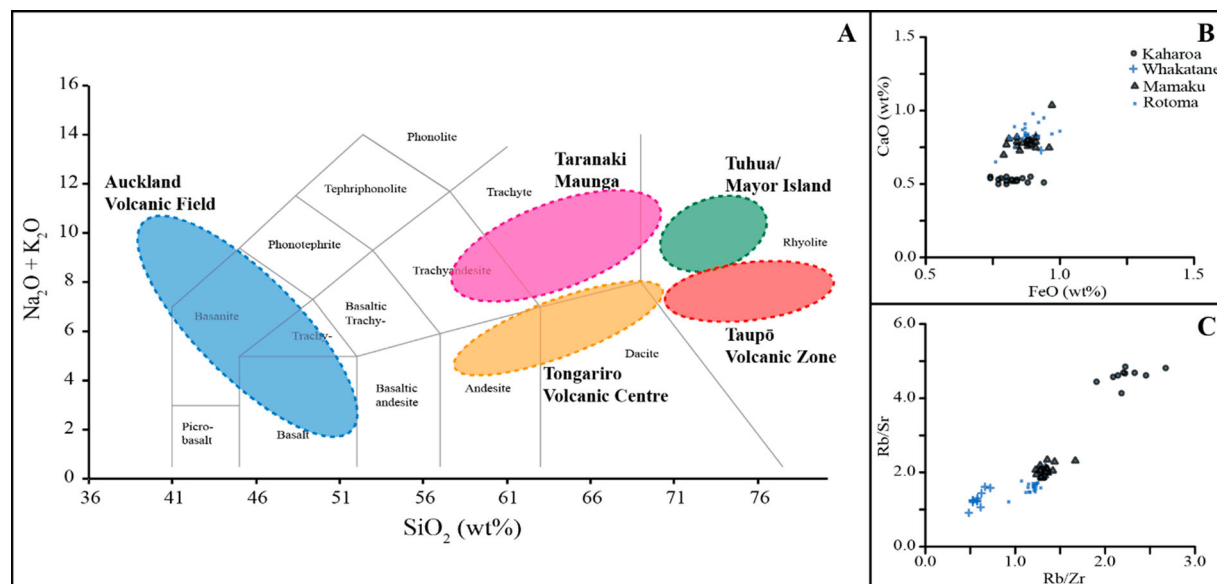 A
Na2O + K2O
16
14
12
10
8
6
4
2
0
36
41
46
51
56
61
66
71
76
SiO2 (wt%)
Auckland
Volcanic Field
Taranaki
Maunga
Tuhua/
Mayor Island
Tongariro
Volcanic Centre
Taupō
Volcanic Zone
Phonolite
Tephriphonolite
Trachyte
Phonotephrite
Trachyandesite
Rhyolite
Basanite
Trachy-
Basaltic
Trachy-
Dacite
Basaltic
andesite
Andesite
Picro-
basalt
Basalt
B
CaO (wt%)
1.5
1.0
0.5
0.0
0.5
1.0
1.5
FeO (wt%)
Kaharoa
Whakatane
Mamaku
Rotoma
C
Rb/Sr
6.0
4.0
2.0
0.0
0.0
1.0
2.0
3.0
Rb/Zr